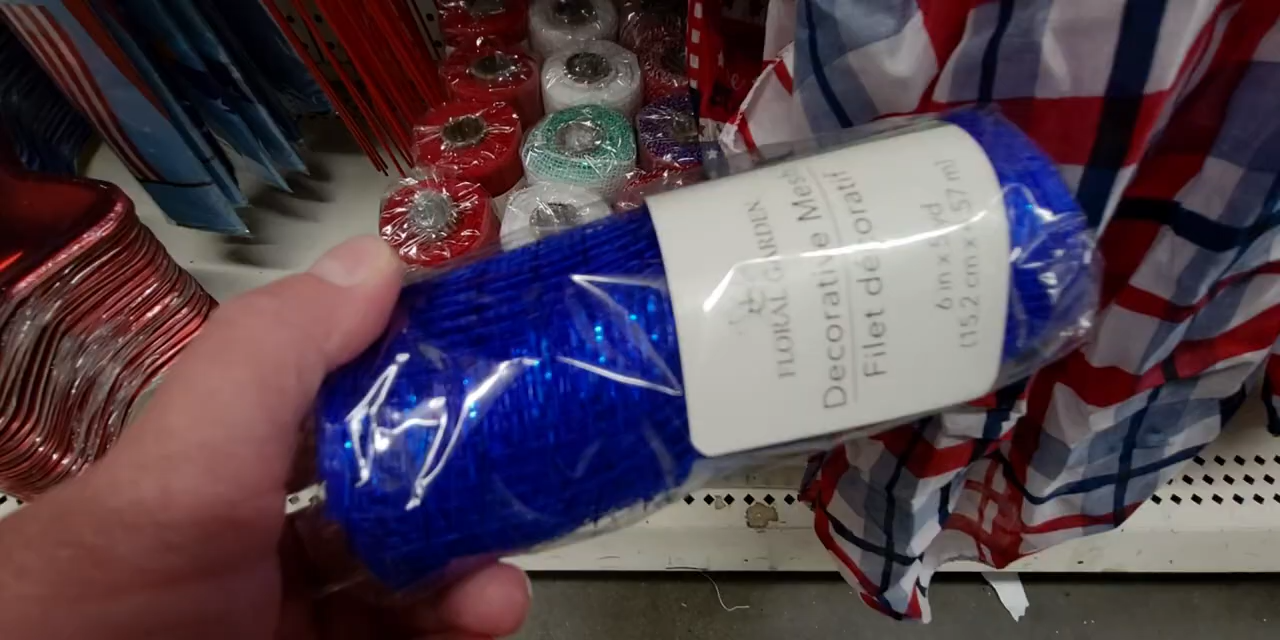 FLORAL GARDEN
Decorative Mesh
Filet décoratif
6 in x 5 yd
(15.2 cm x 4.57 m)